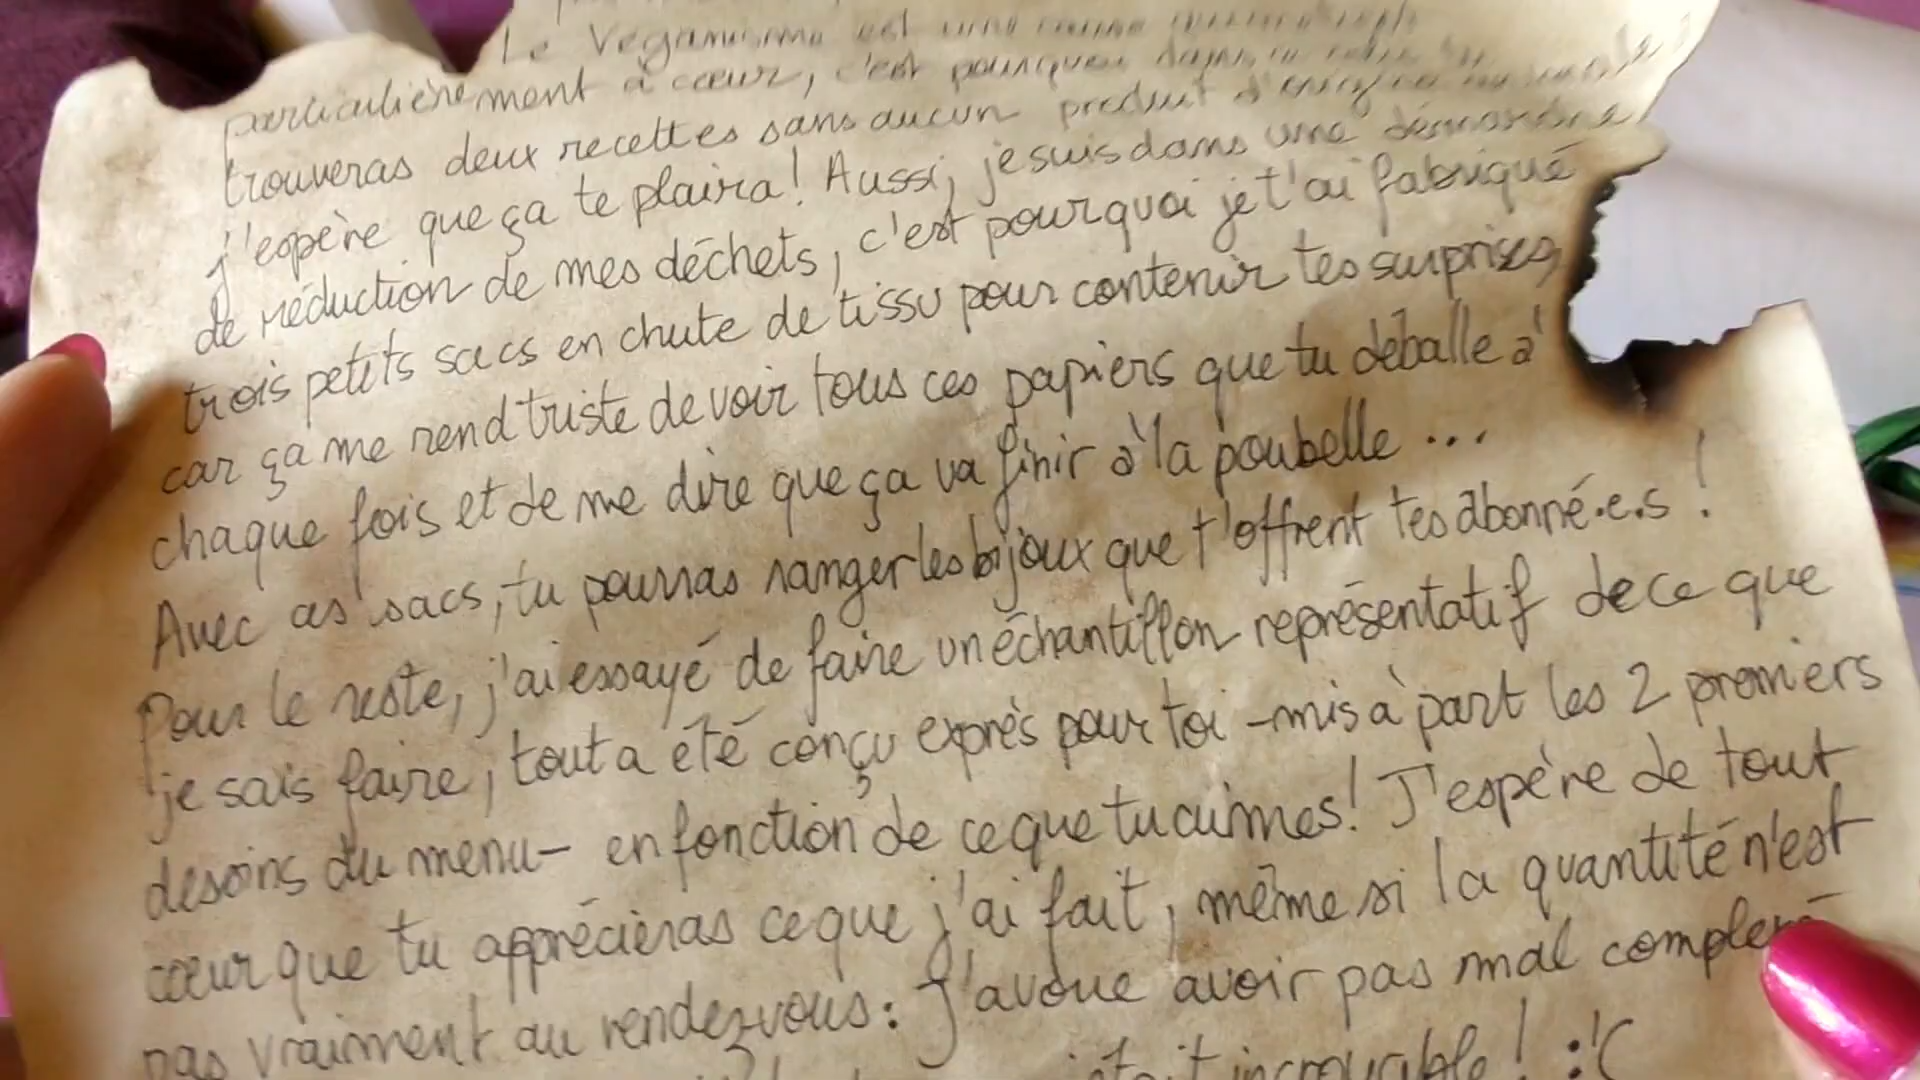 Le Véganisme est une cause
particulièrement à cœur, c'est pourquoi dans
trouveras deux recettes sans aucun produit d'origine
j'espère que ça te plaira! Aussi, je suis dans une démarche
de réduction de mes déchets, c'est pourquoi je t'ai fabriqué
trois petits sacs en chute de tissu pour contenir tes surprises,
car ça me rend triste de voir tous ces papiers que tu déballe à
chaque fois et de me dire que ça va finir à la poubelle ...
Avec ces sacs, tu pourras ranger les bijoux que t'offrent tes abonné.e.s !
Pour le reste, j'ai essayé de faire un échantillon représentatif de ce que
je sais faire, tout a été conçu exprès pour toi -mis à part les 2 premiers
desoins du menu- en fonction de ce que tu aimes! J'espère de tout
cœur que tu apprécieras ce que j'ai fait, même si la quantité n'est
pas vraiment au rendez-vous: J'avoue avoir pas mal
était incroyable! :'(